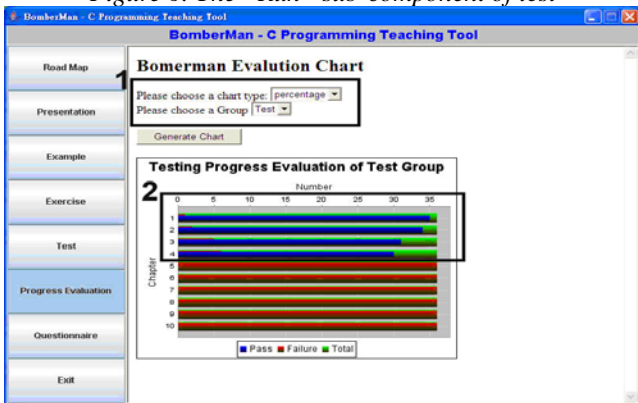 Figure 6. The "Run" sub-component of test
BomberMan - C Programming Teaching Tool
BomberMan - C Programming Teaching Tool
Road Map
Presentation
Example
Exercise
Test
Progress Evaluation
Questionnaire
Exit
Bomerman Evalution Chart
1
Please choose a chart type: percentage
Please choose a Group Test
Generate Chart
Testing Progress Evaluation of Test Group
2
Number
0 5 10 15 20 25 30 35
Chapter
1
2
3
4
5
6
7
8
9
10
Pass Failure Total